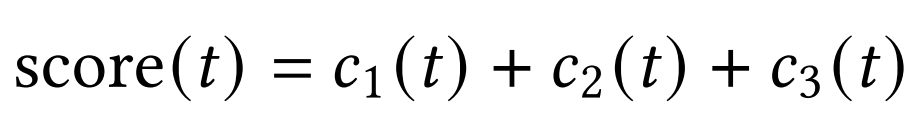 score(t) = c₁(t) + c₂(t) + c₃(t)